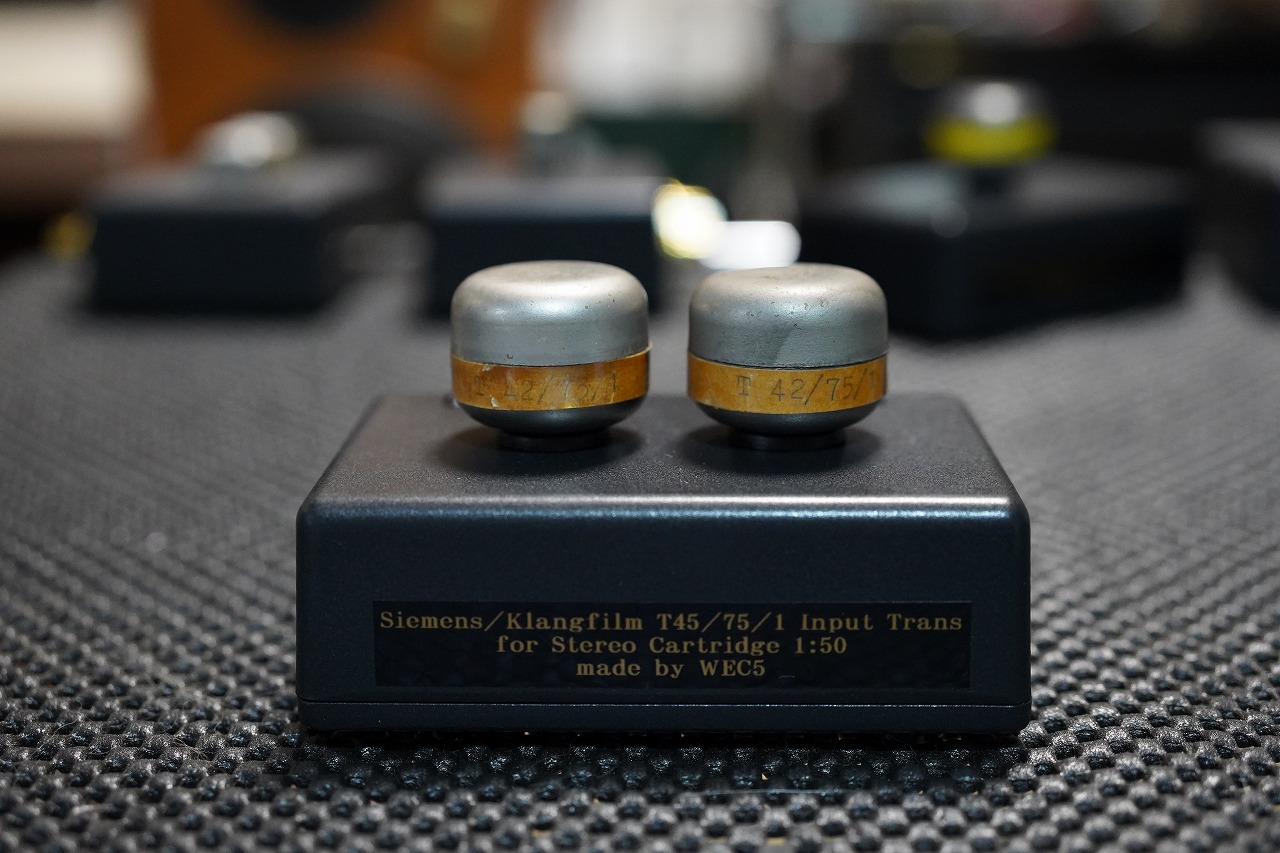 T 42/75/1
T 42/75/1
Siemens/Klangfilm T45/75/1 Input Trans
for Stereo Cartridge 1:50
made by WEC5